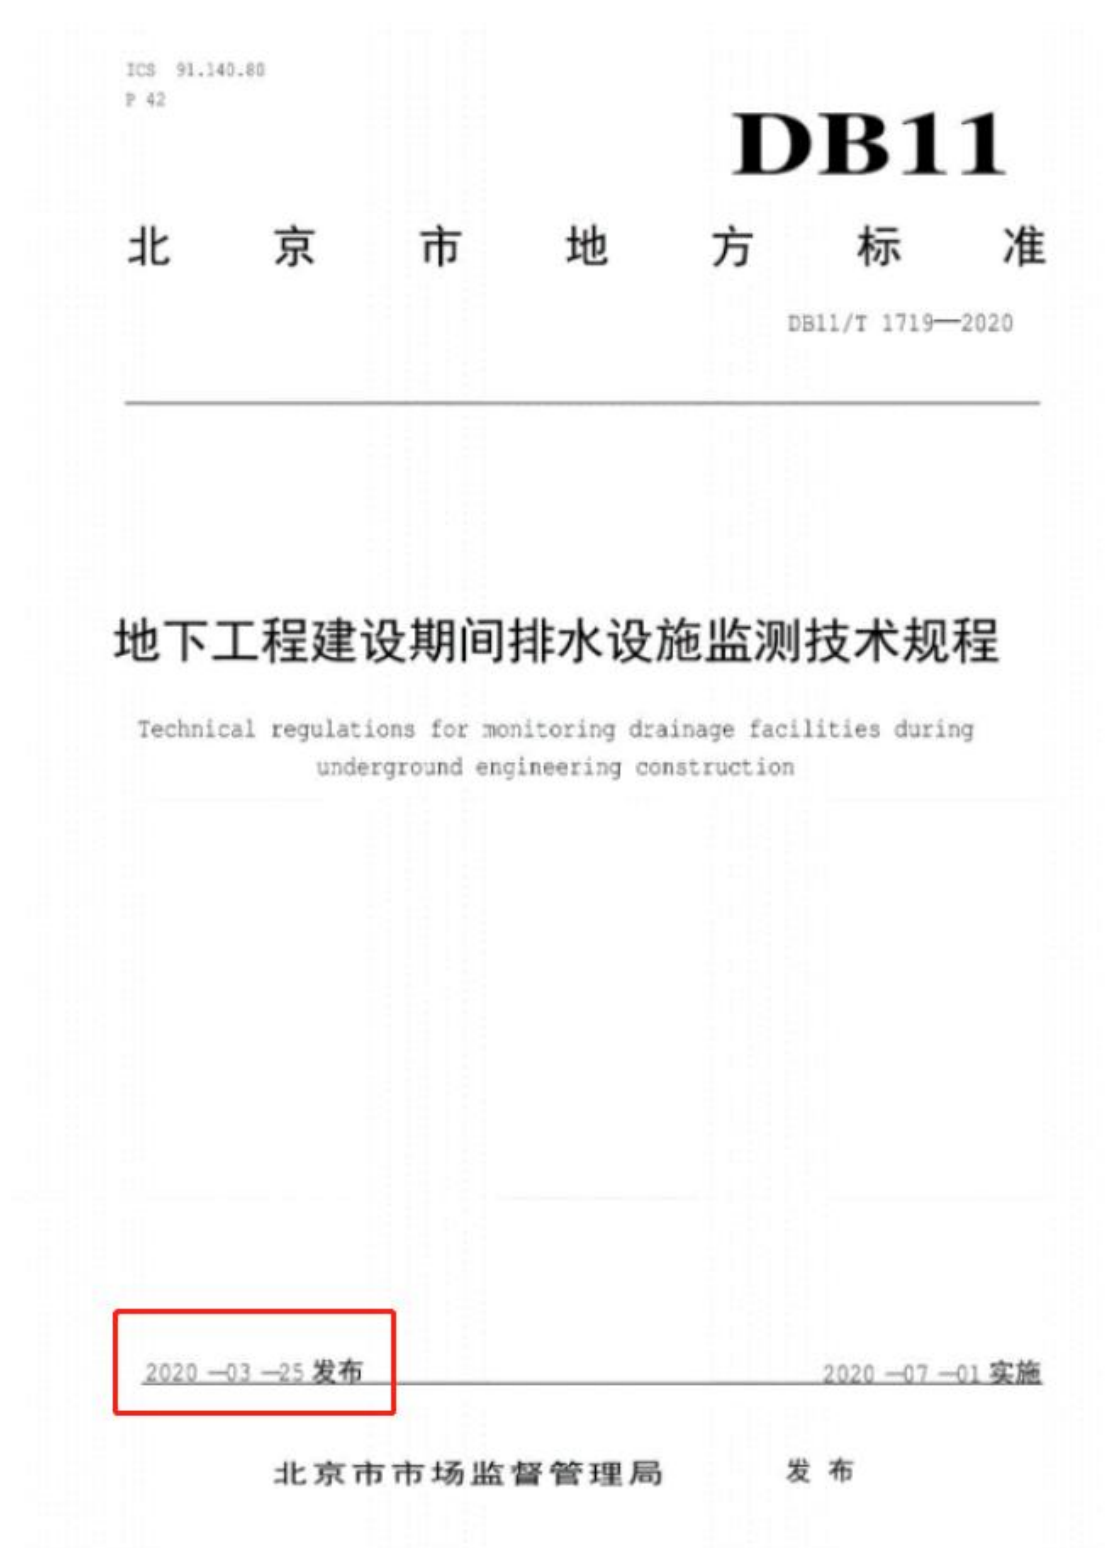 ICS 91.140.80
P 42
DB11
北京市地方标准
DB11/T 1719—2020
地下工程建设期间排水设施监测技术规程
Technical regulations for monitoring drainage facilities during
underground engineering construction
2020—03—25 发布 2020—07—01 实施
北京市市场监督管理局 发布